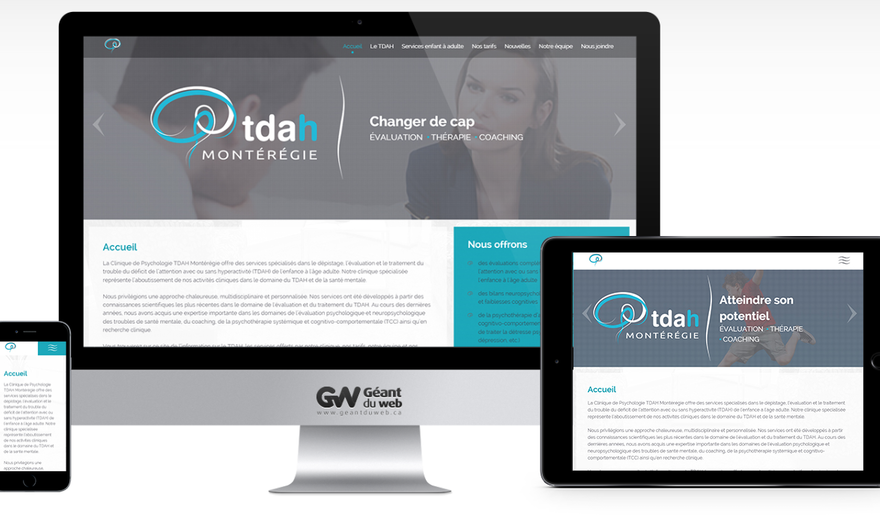 Accueil Le TDAH Services enfant à adulte Nos tarifs Nouvelles Notre équipe Nous joindre
tdah
MONTÉRÉGIE
Changer de cap
ÉVALUATION THÉRAPIE COACHING
Accueil
La Clinique de Psychologie TDAH Montérégie offre des services spécialisés dans le dépistage, l'évaluation et le traitement du
trouble du déficit de l'attention avec ou sans hyperactivité (TDAH) de l'enfance à l'âge adulte. Notre clinique spécialisée
représente l'aboutissement de nos activités cliniques dans le domaine du TDAH et de la santé mentale.
Nous privilégions une approche chaleureuse, multidisciplinaire et personnalisée. Nos services ont été développés à partir des
connaissances scientifiques les plus récentes dans le domaine de l'évaluation et du traitement du TDAH. Au cours des dernières
années, nous avons acquis une expertise importante dans les domaines de l'évaluation psychologique et neuropsychologique
des troubles de santé mentale, du coaching, de la psychothérapie systémique et cognitivo-comportementale (TCC) ainsi qu'en
recherche clinique.
Nous offrons
des évaluations
l'attention avec ou
l'enfance à l'âge
des bilans
et faiblesses cognitives
de la psychothérapie
cognitivo-comportementale
de traiter la détresse
dépression, etc.)
GW Géant
du web
www.geantduweb.ca
Accueil
La Clinique de Psychologie
TDAH Montérégie offre des
services spécialisés dans le
dépistage, l'évaluation et le
traitement du trouble du
déficit de l'attention avec ou
sans hyperactivité (TDAH) de
l'enfance à l'âge adulte. Notre
clinique spécialisée
représente l'aboutissement
de nos activités cliniques
dans le domaine du TDAH et
de la santé mentale.
Nous privilégions une
approche chaleureuse,
tdah
MONTÉRÉGIE
Atteindre son
potentiel
ÉVALUATION THÉRAPIE
COACHING
Accueil
La Clinique de Psychologie TDAH Montérégie offre des services spécialisés dans le dépistage, l'évaluation et le traitement
du trouble du déficit de l'attention avec ou sans hyperactivité (TDAH) de l'enfance à l'âge adulte. Notre clinique spécialisée
représente l'aboutissement de nos activités cliniques dans le domaine du TDAH et de la santé mentale.
Nous privilégions une approche chaleureuse, multidisciplinaire et personnalisée. Nos services ont été développés à partir
des connaissances scientifiques les plus récentes dans le domaine de l'évaluation et du traitement du TDAH. Au cours des
dernières années, nous avons acquis une expertise importante dans les domaines de l'évaluation psychologique et
neuropsychologique des troubles de santé mentale, du coaching, de la psychothérapie systémique et cognitivo-
comportementale (TCC) ainsi qu'en recherche clinique.